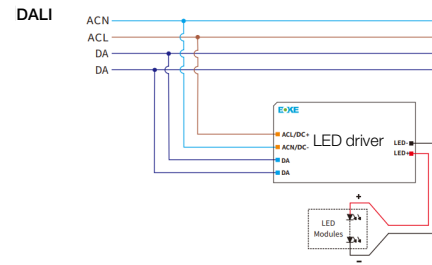 DALI
ACN
ACL
DA
DA
EXE
ACL/DC+
ACN/DC-
DA
DA
LED driver
LED-
LED+
+
LED
Modules
-